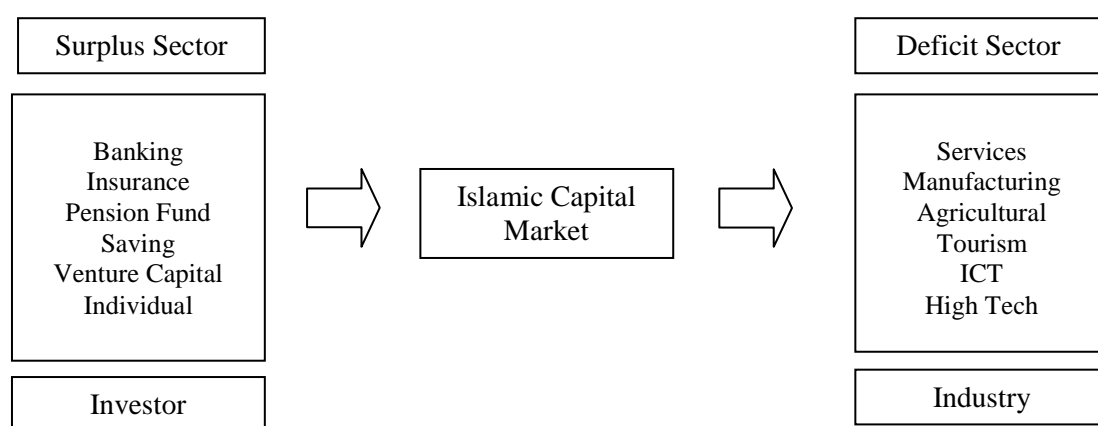 Surplus Sector
Banking
Insurance
Pension Fund
Saving
Venture Capital
Individual
Investor
Islamic Capital
Market
Deficit Sector
Services
Manufacturing
Agricultural
Tourism
ICT
High Tech
Industry